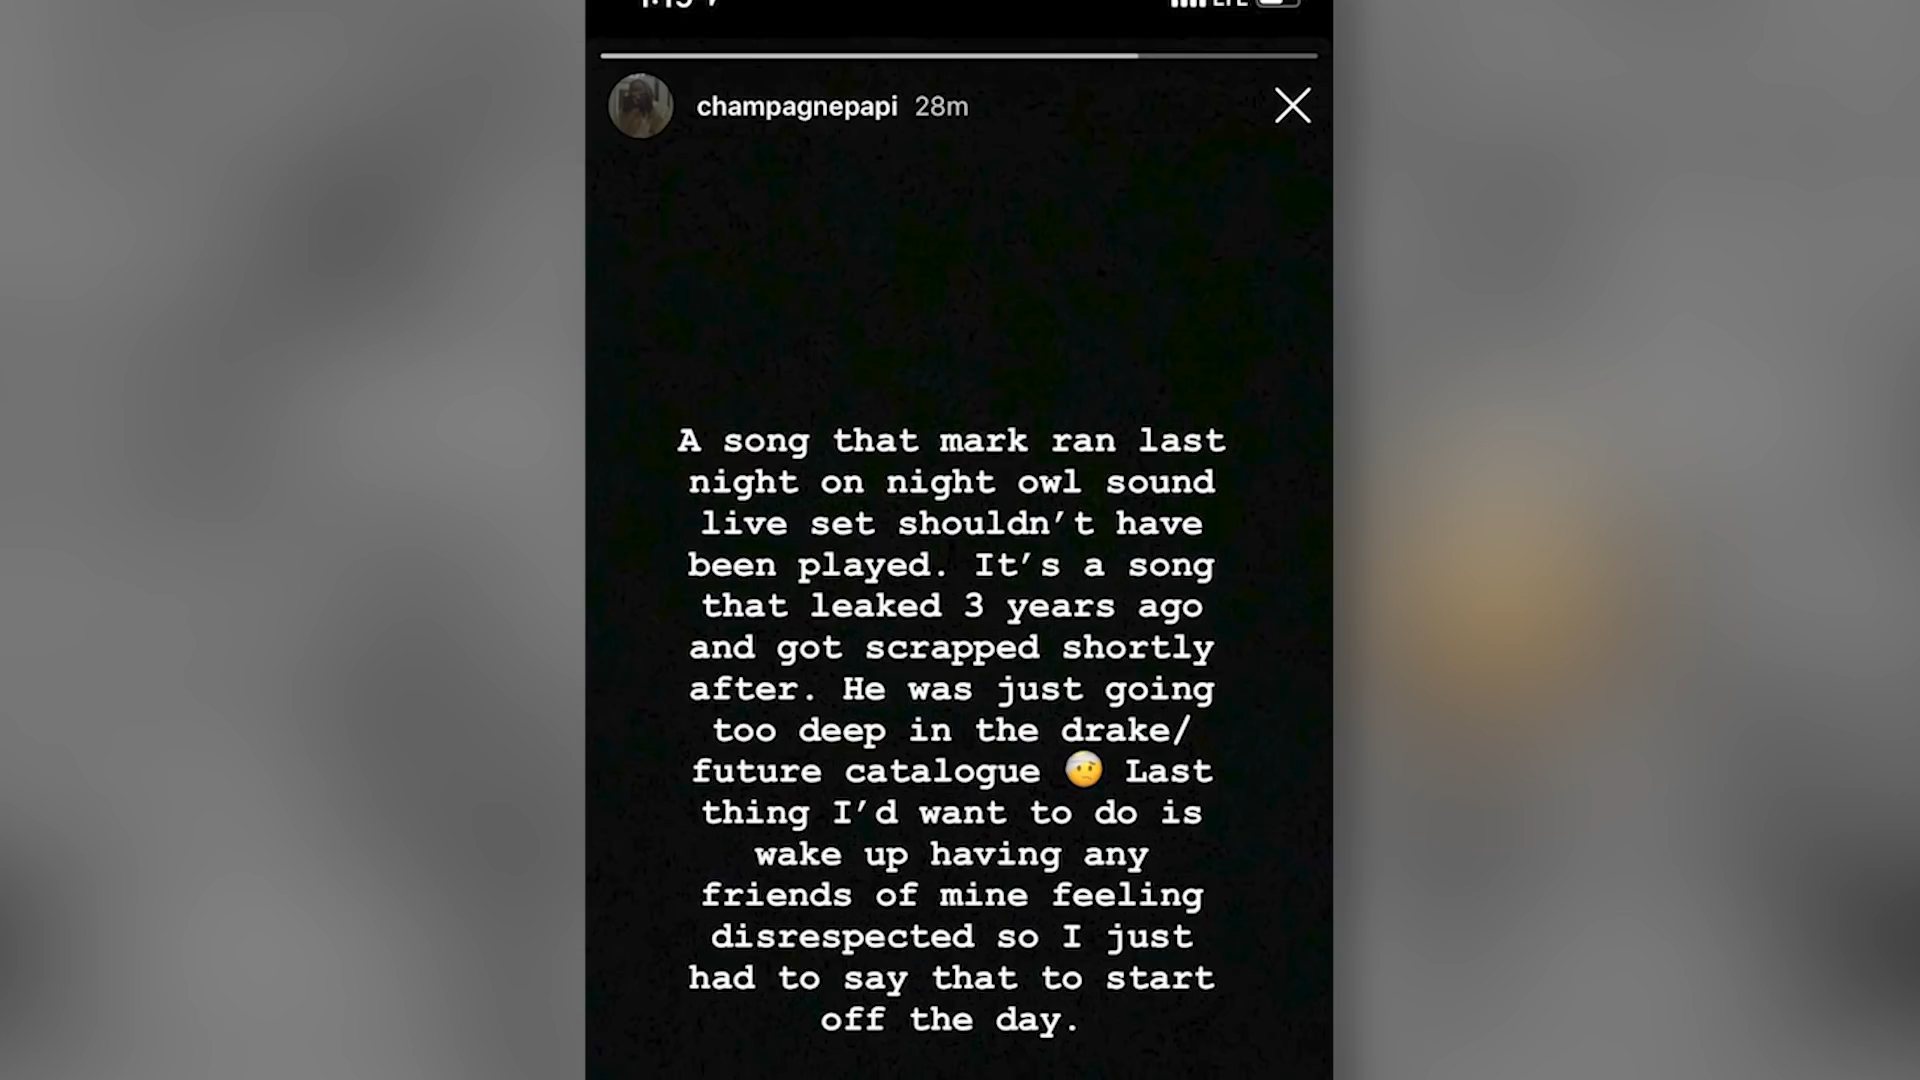 champagnepapi 28m
A song that mark ran last
night on night owl sound
live set shouldn’t have
been played. It’s a song
that leaked 3 years ago
and got scrapped shortly
after. He was just going
too deep in the drake/
future catalogue 🤕 Last
thing I’d want to do is
wake up having any
friends of mine feeling
disrespected so I just
had to say that to start
off the day.